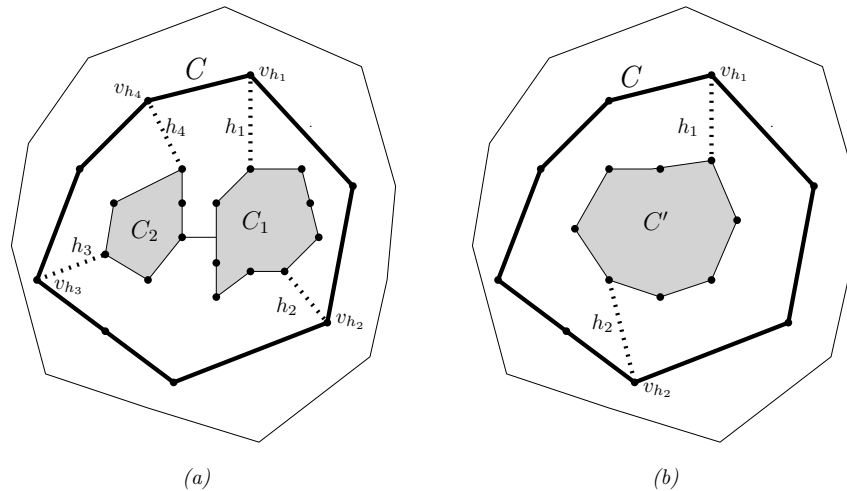 C
v_{h_1}
v_{h_4}
h_1
h_4
C_2
C_1
h_3
v_{h_3}
h_2
v_{h_2}
(a)
C
v_{h_1}
h_1
C'
h_2
v_{h_2}
(b)